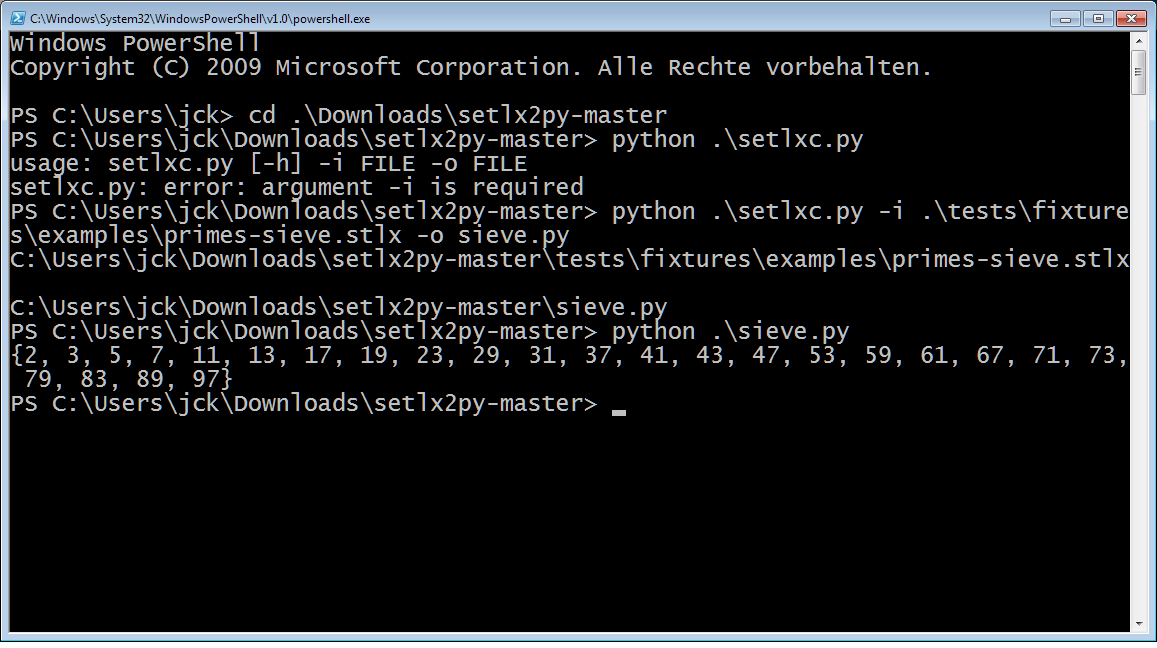 C:\Windows\System32\WindowsPowerShell\v1.0\powershell.exe
Windows PowerShell
Copyright (C) 2009 Microsoft Corporation. Alle Rechte vorbehalten.
PS C:\Users\jck> cd .\Downloads\setlx2py-master
PS C:\Users\jck\Downloads\setlx2py-master> python .\setlxc.py
usage: setlxc.py [-h] -i FILE -o FILE
setlxc.py: error: argument -i is required
PS C:\Users\jck\Downloads\setlx2py-master> python .\setlxc.py -i .\tests\fixture
s\examples\primes-sieve.stlx -o sieve.py
C:\Users\jck\Downloads\setlx2py-master\tests\fixtures\examples\primes-sieve.stlx
C:\Users\jck\Downloads\setlx2py-master\sieve.py
PS C:\Users\jck\Downloads\setlx2py-master> python .\sieve.py
{2, 3, 5, 7, 11, 13, 17, 19, 23, 29, 31, 37, 41, 43, 47, 53, 59, 61, 67, 71, 73,
 79, 83, 89, 97}
PS C:\Users\jck\Downloads\setlx2py-master> _